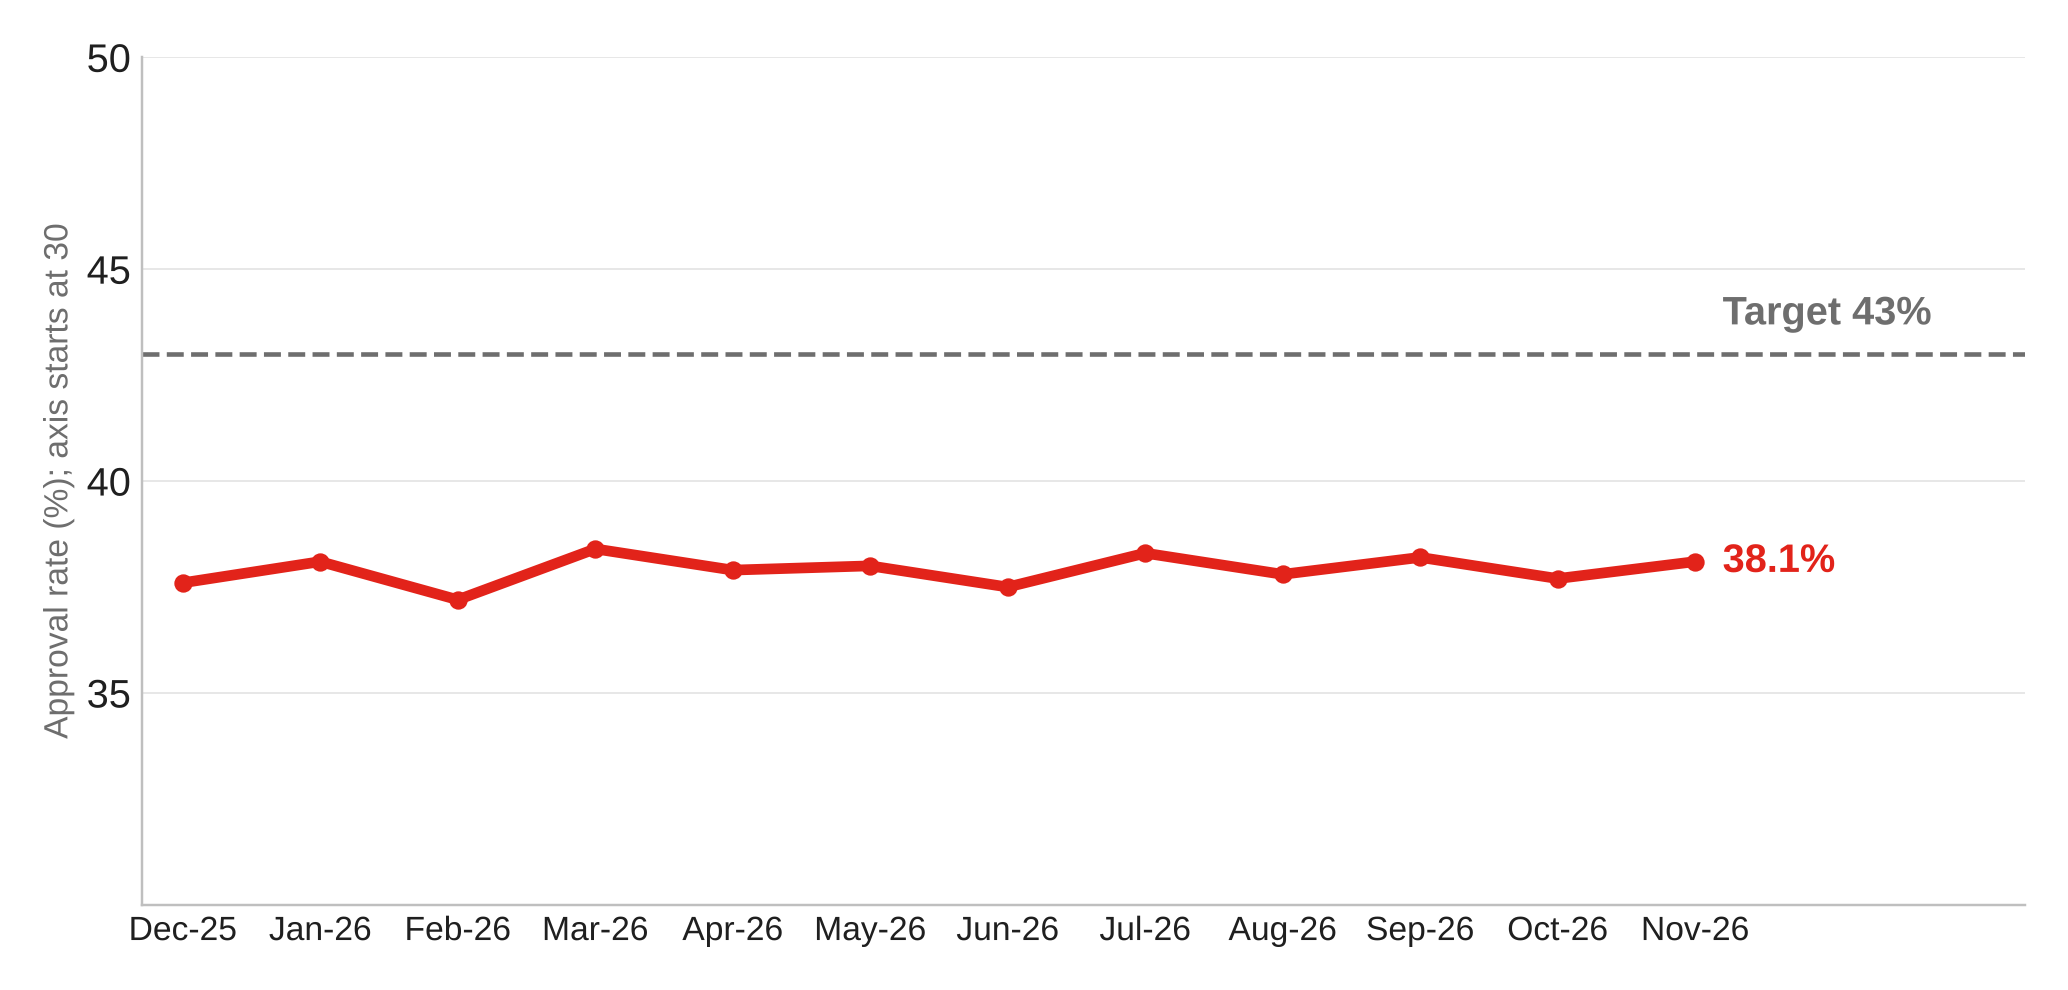 50
45
40
35
Approval rate (%); axis starts at 30
Target 43%
38.1%
Dec-25 Jan-26 Feb-26 Mar-26 Apr-26 May-26 Jun-26 Jul-26 Aug-26 Sep-26 Oct-26 Nov-26